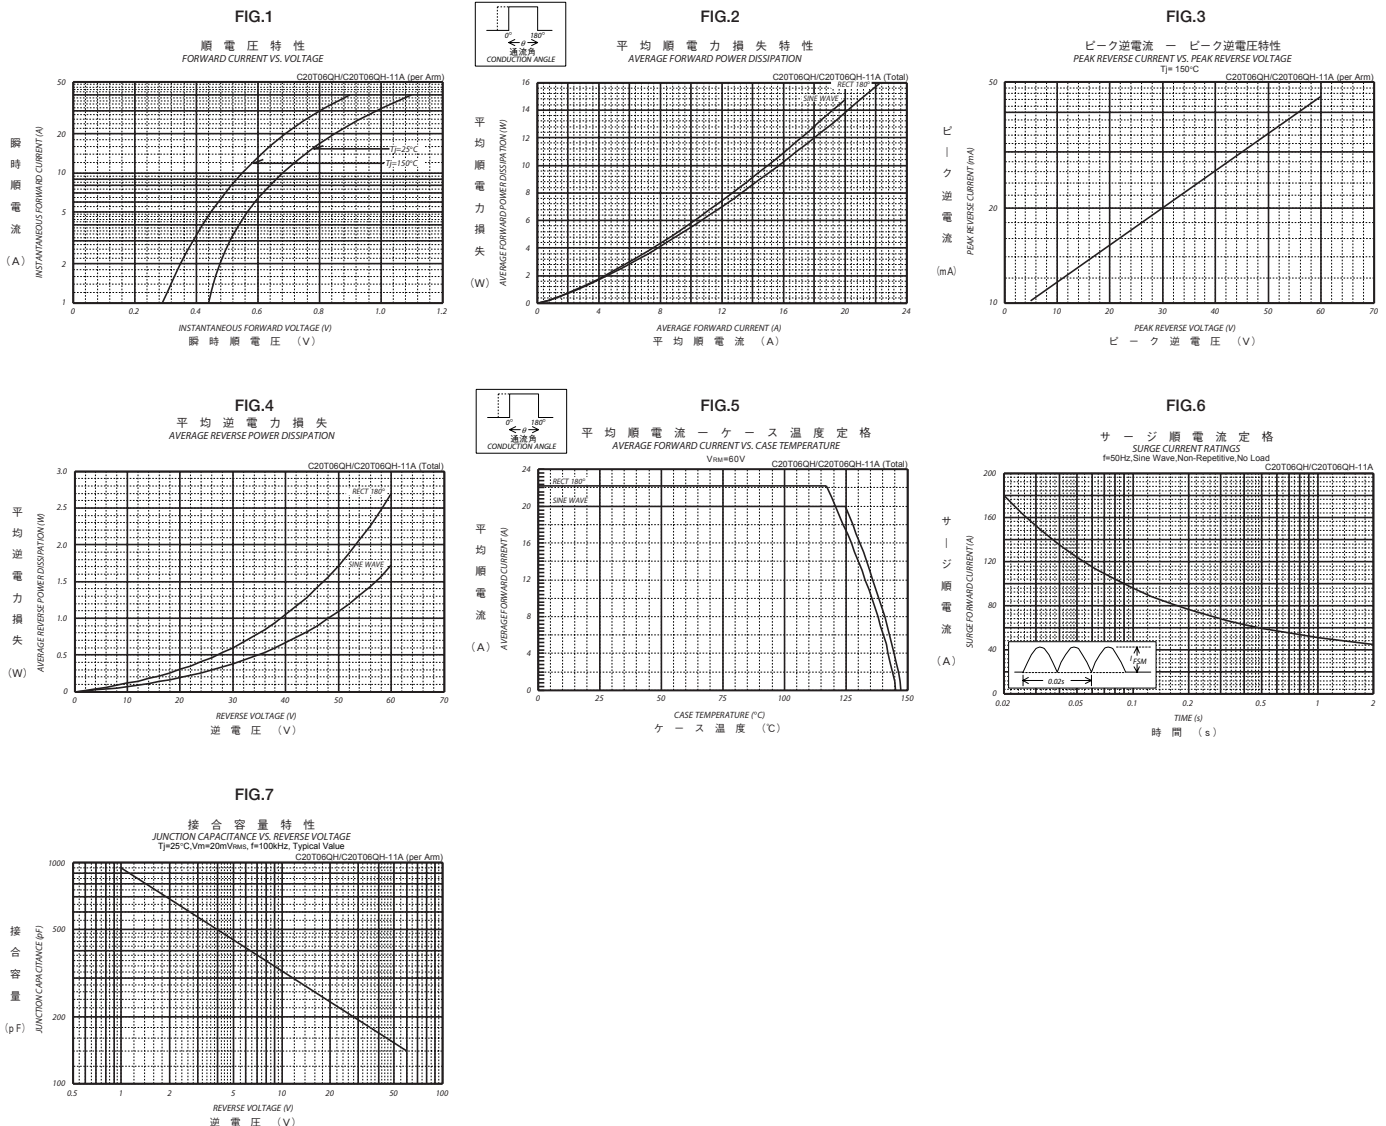 FIG.1
順電圧特性
FORWARD CURRENT VS. VOLTAGE
C20T06QH/C20T06QH-11A (per Arm)
瞬時順電流 (A)
INSTANTANEOUS FORWARD CURRENT (A)
50
20
10
5
2
1
Tj=25°C
Tj=150°C
0 0.2 0.4 0.6 0.8 1.0 1.2
INSTANTANEOUS FORWARD VOLTAGE (V)
瞬時順電圧 (V)
0° 180°
θ
通流角
CONDUCTION ANGLE
FIG.2
平均順電力損失特性
AVERAGE FORWARD POWER DISSIPATION
C20T06QH/C20T06QH-11A (Total)
平均順電力損失 (W)
AVERAGE FORWARD POWER DISSIPATION (W)
16
14
12
10
8
6
4
2
0
RECT 180°
SINE WAVE
0 4 8 12 16 20 24
AVERAGE FORWARD CURRENT (A)
平均順電流 (A)
FIG.3
ピーク逆電流 ー ピーク逆電圧特性
PEAK REVERSE CURRENT VS. PEAK REVERSE VOLTAGE
Tj= 150°C
C20T06QH/C20T06QH-11A (per Arm)
ピーク逆電流 (mA)
PEAK REVERSE CURRENT (mA)
50
20
10
0 10 20 30 40 50 60 70
PEAK REVERSE VOLTAGE (V)
ピーク逆電圧 (V)
FIG.4
平均逆電力損失
AVERAGE REVERSE POWER DISSIPATION
C20T06QH/C20T06QH-11A (Total)
平均逆電力損失 (W)
AVERAGE REVERSE POWER DISSIPATION (W)
3.0
2.5
2.0
1.5
1.0
0.5
0
RECT 180°
SINE WAVE
0 10 20 30 40 50 60 70
REVERSE VOLTAGE (V)
逆電圧 (V)
0° 180°
θ
通流角
CONDUCTION ANGLE
FIG.5
平均順電流ーケース温度定格
AVERAGE FORWARD CURRENT VS. CASE TEMPERATURE
VRM=60V
C20T06QH/C20T06QH-11A (Total)
平均順電流 (A)
AVERAGE FORWARD CURRENT (A)
24
20
16
12
8
4
0
RECT 180°
SINE WAVE
0 25 50 75 100 125 150
CASE TEMPERATURE (°C)
ケース温度 (℃)
FIG.6
サージ順電流定格
SURGE CURRENT RATINGS
f=50Hz,Sine Wave,Non-Repetitive,No Load
C20T06QH/C20T06QH-11A
サージ順電流 (A)
SURGE FORWARD CURRENT(A)
200
160
120
80
40
0
IFSM
0.02s
0.02 0.05 0.1 0.2 0.5 1 2
TIME (s)
時間 (s)
FIG.7
接合容量特性
JUNCTION CAPACITANCE VS. REVERSE VOLTAGE
Tj=25°C,Vm=20mVRMS, f=100kHz, Typical Value
C20T06QH/C20T06QH-11A (per Arm)
接合容量 (pF)
JUNCTION CAPACITANCE (pF)
1000
500
200
100
0.5 1 2 5 10 20 50 100
REVERSE VOLTAGE (V)
逆電圧 (V)